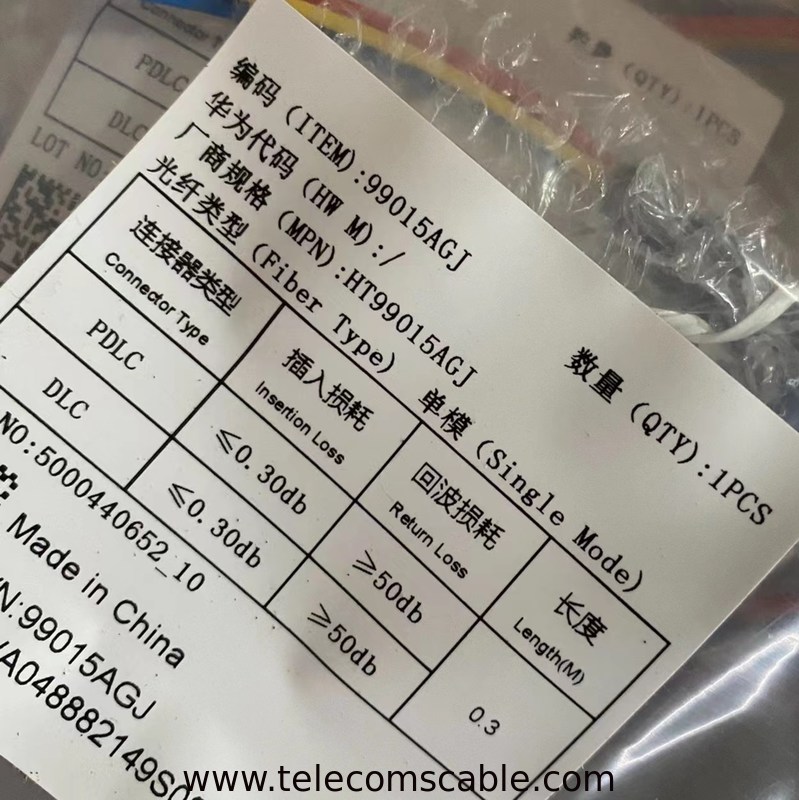 编码(ITEM):99015AGJ
华为代码(HW M):/
厂商规格(MPN):HT99015AGJ
数量(QTY):1PCS
光纤类型(Fiber Type) 单模(Single Mode)
连接器类型 插入损耗 回波损耗 长度
Connector Type Insertion Loss Return Loss Length(M)
PDLC ≤0.30db ≥50db 0.3
DLC ≤0.30db ≥50db
NO:5000440652_10
Made in China
N:99015AGJ
A048882149S0
Connector
PDLC
DLC
LOT NO
数量(QTY):1PCS
www.telecomscable.com